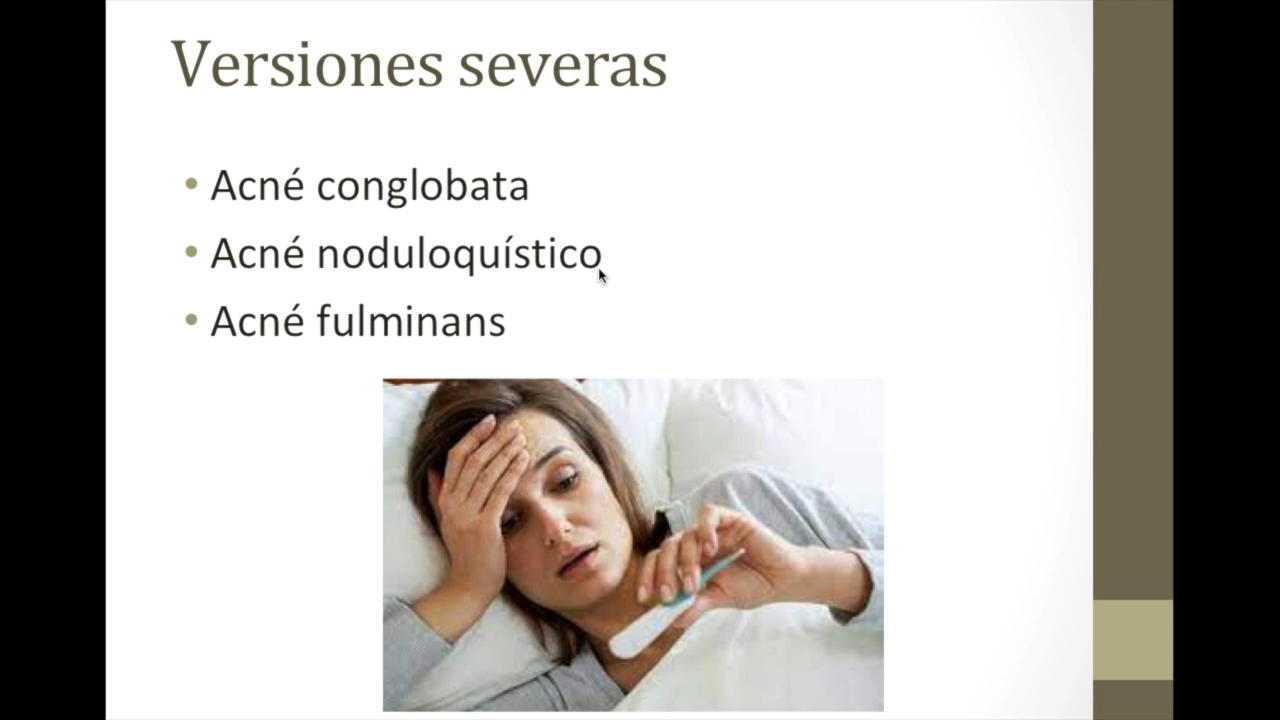 Versiones severas
• Acné conglobata
• Acné noduloquístico
• Acné fulminans